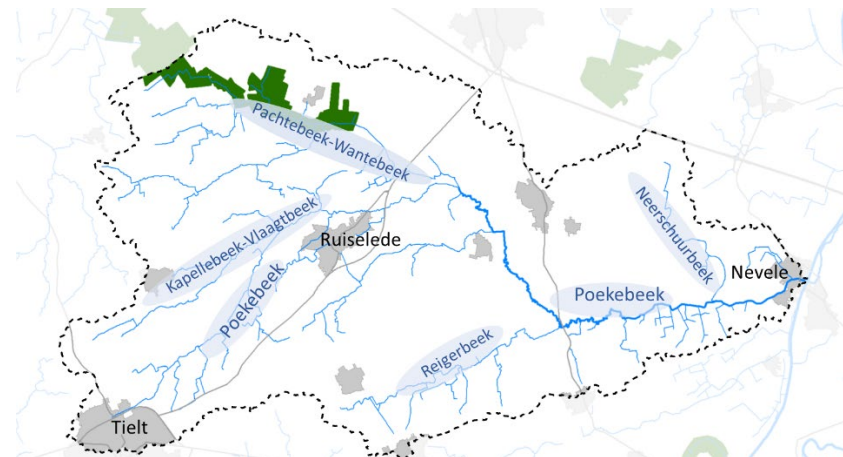 Pachtebeek-Wantebeek
Kapellebeek-Vlaagtbeek
Ruiselede
Neerschuurbeek
Nevele
Poekebeek
Poekebeek
Reigerbeek
Tielt